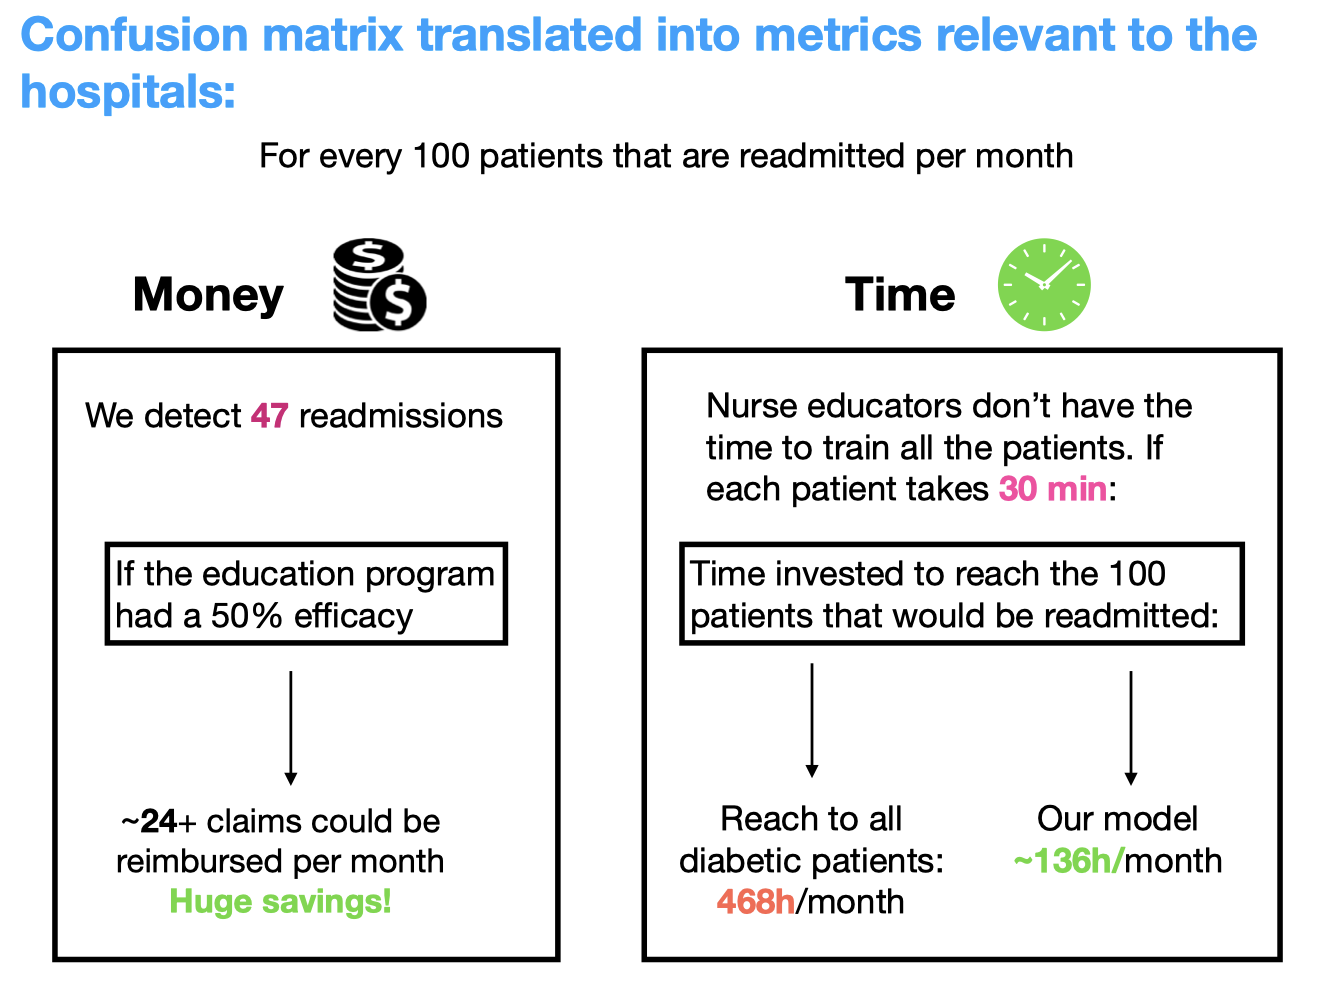 Confusion matrix translated into metrics relevant to the
hospitals:
For every 100 patients that are readmitted per month
Money
$
$
We detect 47 readmissions
If the education program
had a 50% efficacy
~24+ claims could be
reimbursed per month
Huge savings!
Time
Nurse educators don’t have the
time to train all the patients. If
each patient takes 30 min:
Time invested to reach the 100
patients that would be readmitted:
Reach to all
diabetic patients:
468h/month
Our model
~136h/month